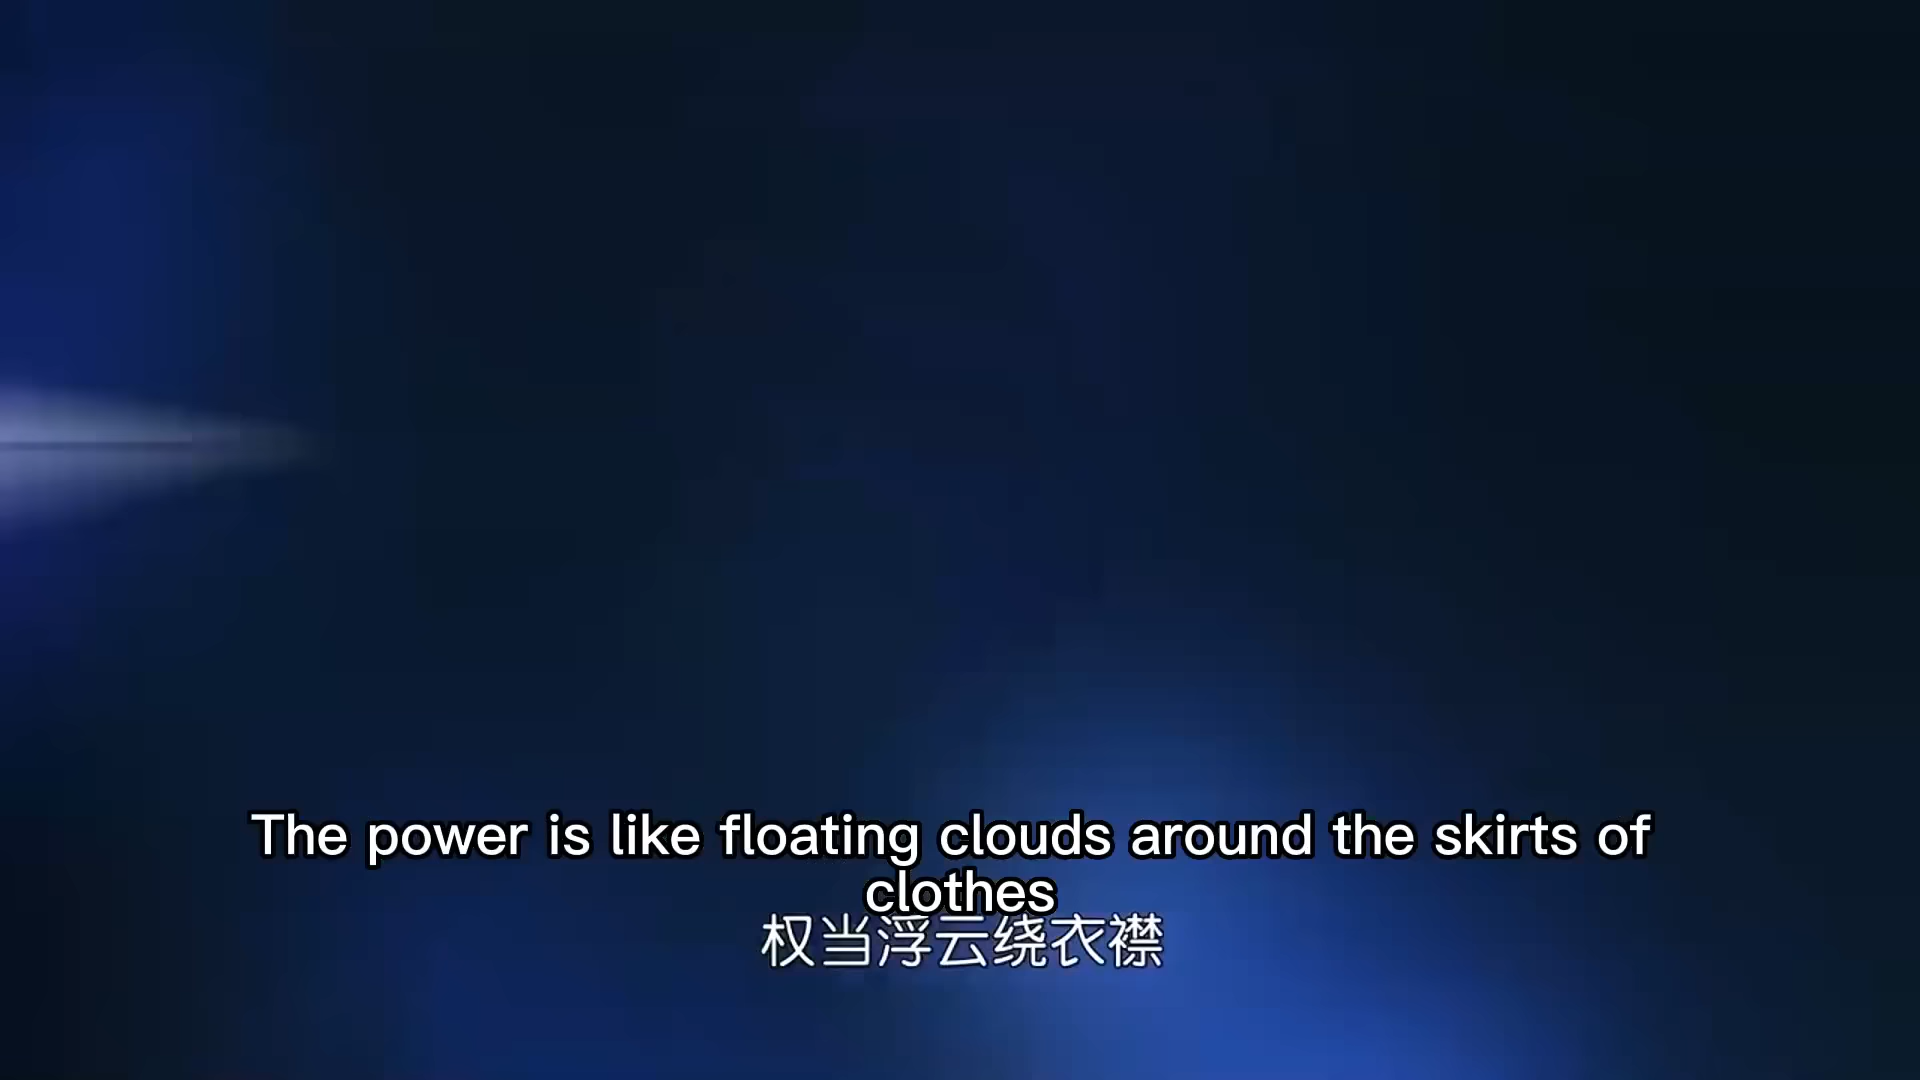 The power is like floating clouds around the skirts of
clothes
权当浮云绕衣襟